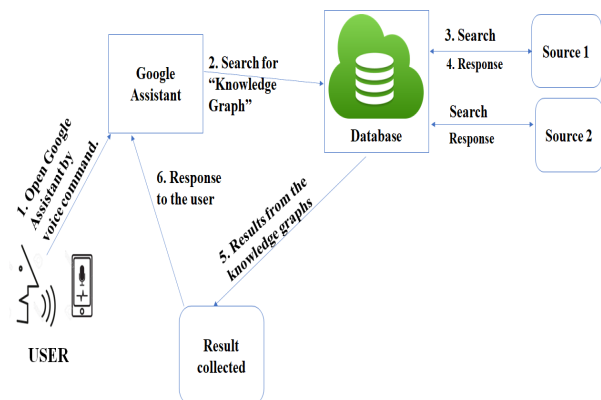 1. Open Google
Assistant by
voice command.
USER
Google
Assistant
2. Search for
“Knowledge
Graph”
Database
3. Search
4. Response
Source 1
Search
Response
Source 2
5. Results from the
knowledge graphs
6. Response
to the user
Result
collected